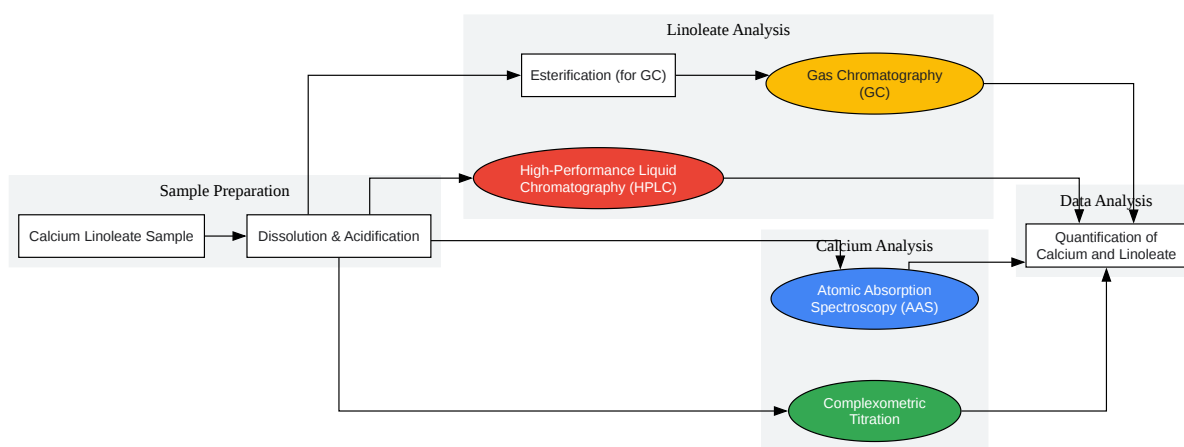 Linoleate Analysis
Esterification (for GC)
Gas Chromatography
(GC)
High-Performance Liquid
Chromatography (HPLC)
Sample Preparation
Calcium Linoleate Sample
Dissolution & Acidification
Data Analysis
Quantification of
Calcium and Linoleate
Calcium Analysis
Atomic Absorption
Spectroscopy (AAS)
Complexometric
Titration